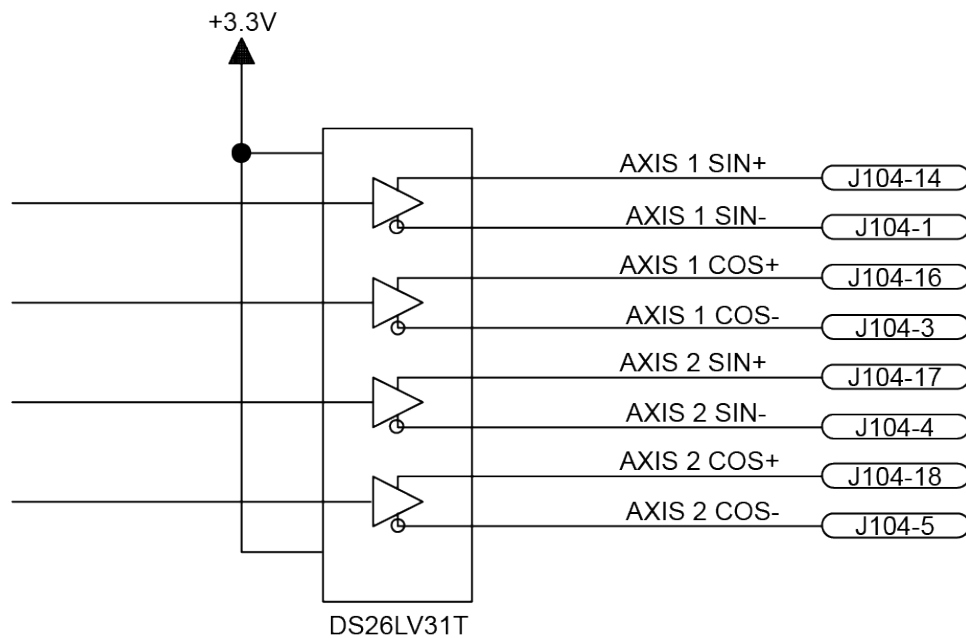 +3.3V
AXIS 1 SIN+
J104-14
AXIS 1 SIN-
J104-1
AXIS 1 COS+
J104-16
AXIS 1 COS-
J104-3
AXIS 2 SIN+
J104-17
AXIS 2 SIN-
J104-4
AXIS 2 COS+
J104-18
AXIS 2 COS-
J104-5
DS26LV31T